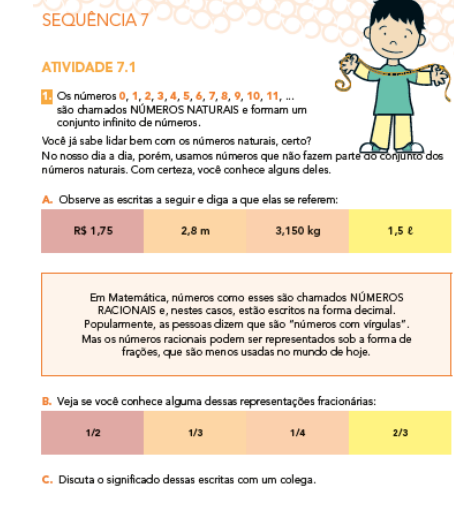 SEQUÊNCIA 7
ATIVIDADE 7.1
1. Os números 0, 1, 2, 3, 4, 5, 6, 7, 8, 9, 10, 11, ...
são chamados NÚMEROS NATURAIS e formam um
conjunto infinito de números.
Você já sabe lidar bem com os números naturais, certo?
No nosso dia a dia, porém, usamos números que não fazem parte do conjunto dos
números naturais. Com certeza, você conhece alguns deles.
A. Observe as escritas a seguir e diga a que elas se referem:
R$ 1,75 2,8 m 3,150 kg 1,5 ℓ
Em Matemática, números como esses são chamados NÚMEROS
RACIONAIS e, nestes casos, estão escritos na forma decimal.
Popularmente, as pessoas dizem que são "números com vírgulas".
Mas os números racionais podem ser representados sob a forma de
frações, que são menos usadas no mundo de hoje.
B. Veja se você conhece alguma dessas representações fracionárias:
1/2 1/3 1/4 2/3
C. Discuta o significado dessas escritas com um colega.